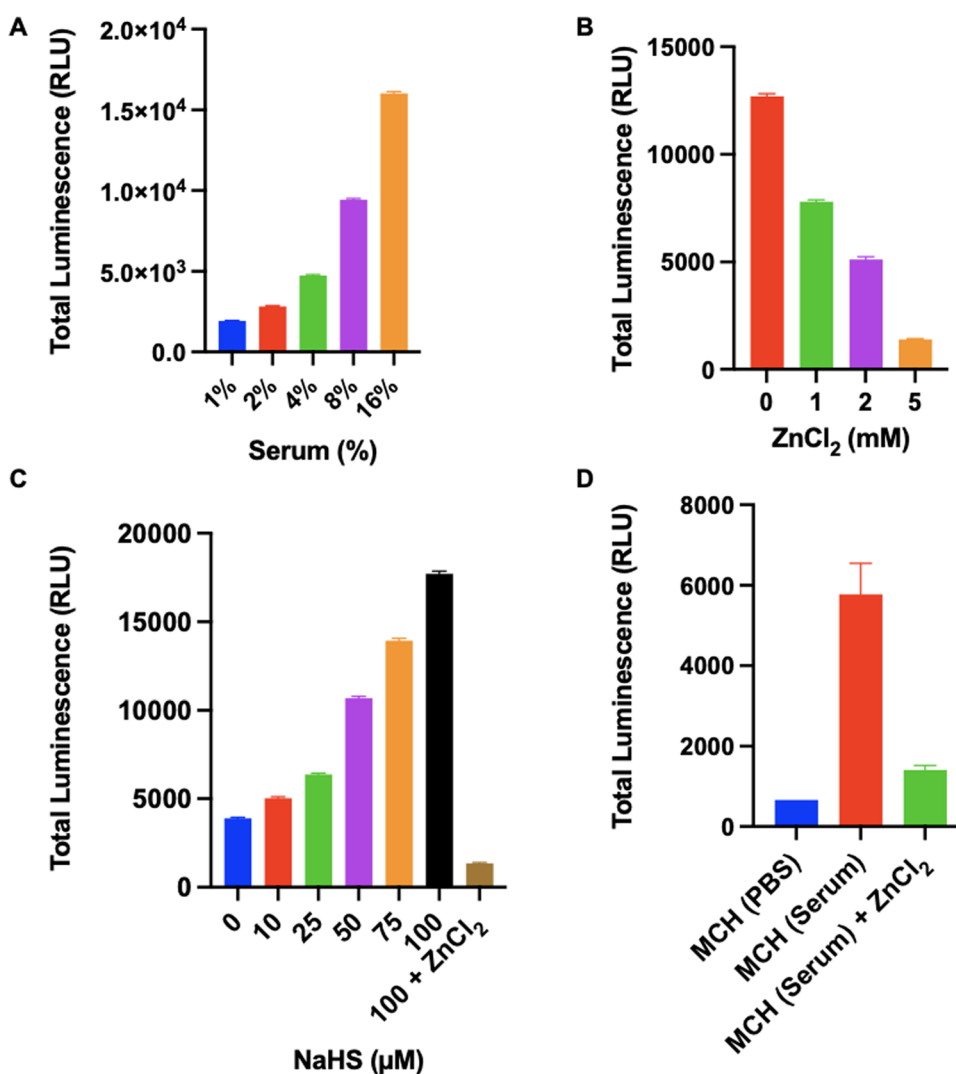 A
Total Luminescence (RLU)
2.0×10⁴
1.5×10⁴
1.0×10⁴
5.0×10³
0.0
1%
2%
4%
8%
16%
Serum (%)
B
Total Luminescence (RLU)
15000
10000
5000
0
0
1
2
5
ZnCl₂ (mM)
C
Total Luminescence (RLU)
20000
15000
10000
5000
0
0
10
25
50
75
100
100 + ZnCl₂
NaHS (µM)
D
Total Luminescence (RLU)
8000
6000
4000
2000
0
MCH (PBS)
MCH (Serum)
MCH (Serum) + ZnCl₂